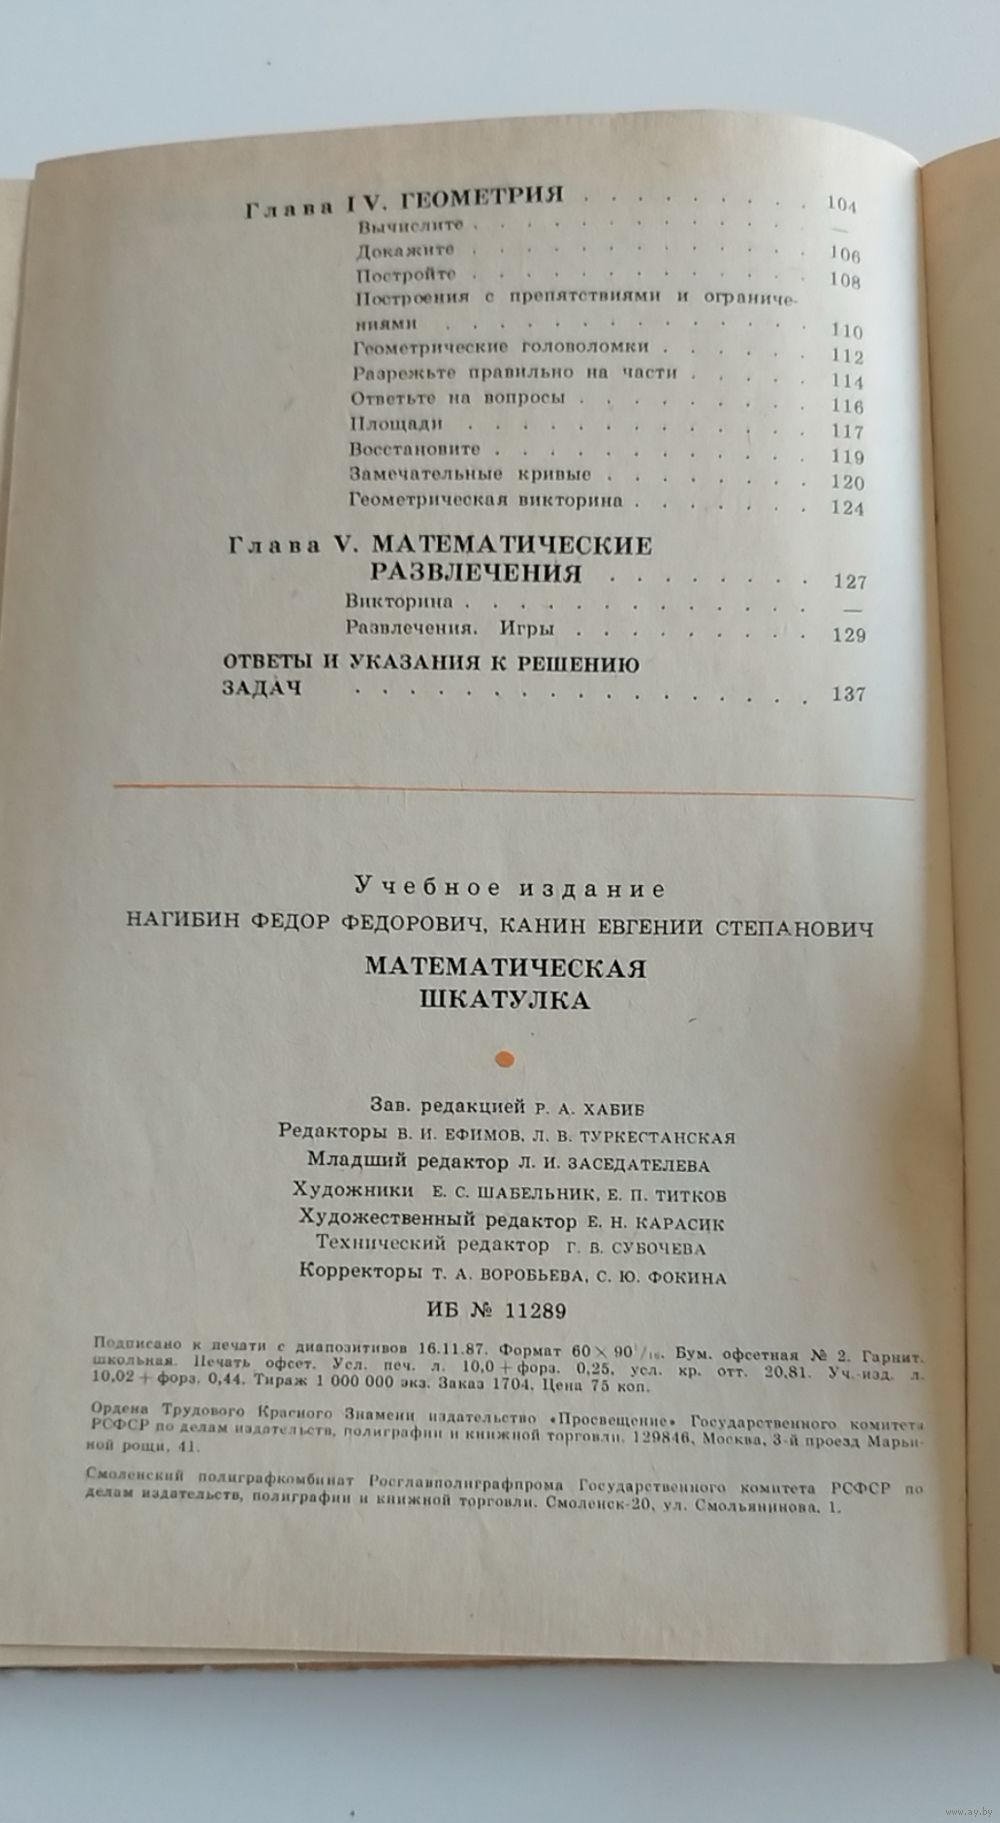 Глава IV. ГЕОМЕТРИЯ . . . . . . . . . 104
Вычислите . . . . . . . . . . . . . —
Докажите . . . . . . . . . . . . . 106
Постройте . . . . . . . . . . . . . 108
Построения с препятствиями и ограниче-
ниями . . . . . . . . . . . . . . 110
Геометрические головоломки . . . . . . 112
Разрежьте правильно на части . . . . . 114
Ответьте на вопросы . . . . . . . . . 116
Площади . . . . . . . . . . . . . 117
Восстановите . . . . . . . . . . . . 119
Замечательные кривые . . . . . . . . 120
Геометрическая викторина . . . . . . . 124
Глава V. МАТЕМАТИЧЕСКИЕ
РАЗВЛЕЧЕНИЯ . . . . . . . . 127
Викторина . . . . . . . . . . . . . —
Развлечения. Игры . . . . . . . . . 129
ОТВЕТЫ И УКАЗАНИЯ К РЕШЕНИЮ
ЗАДАЧ . . . . . . . . . . . . . . . . . 137
Учебное издание
НАГИБИН ФЕДОР ФЕДОРОВИЧ, КАНИН ЕВГЕНИЙ СТЕПАНОВИЧ
МАТЕМАТИЧЕСКАЯ
ШКАТУЛКА
Зав. редакцией Р. А. ХАБИБ
Редакторы В. И. ЕФИМОВ, Л. В. ТУРКЕСТАНСКАЯ
Младший редактор Л. И. ЗАСЕДАТЕЛЕВА
Художники Е. С. ШАБЕЛЬНИК, Е. П. ТИТКОВ
Художественный редактор Е. Н. КАРАСИК
Технический редактор Г. В. СУБОЧЕВА
Корректоры Т. А. ВОРОБЬЕВА, С. Ю. ФОКИНА
ИБ № 11289
Подписано к печати с диапозитивов 16.11.87. Формат 60×90¹/₁₆. Бум. офсетная № 2. Гарнит.
школьная. Печать офсет. Усл. печ. л. 10,0+форз. 0,25. усл. кр. отт. 20,81. Уч.-изд. л.
10,02+форз. 0,44. Тираж 1 000 000 экз. Заказ 1704. Цена 75 коп.
Ордена Трудового Красного Знамени издательство «Просвещение» Государственного комитета
РСФСР по делам издательств, полиграфии и книжной торговли. 129846, Москва, 3-й проезд Марьи-
ной рощи, 41.
Смоленский полиграфкомбинат Росглавполиграфпрома Государственного комитета РСФСР по
делам издательств, полиграфии и книжной торговли. Смоленск-20, ул. Смольянинова, 1.
www.ay.by